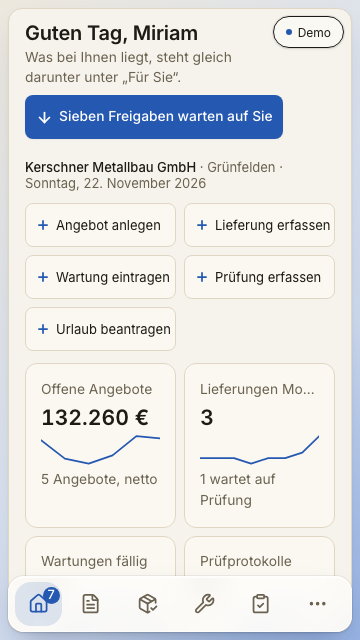 Guten Tag, Miriam
Demo
Was bei Ihnen liegt, steht gleich
darunter unter „Für Sie“.
Sieben Freigaben warten auf Sie
Kerschner Metallbau GmbH · Grünfelden ·
Sonntag, 22. November 2026
Angebot anlegen
Lieferung erfassen
Wartung eintragen
Prüfung erfassen
Urlaub beantragen
Offene Angebote
132.260 €
5 Angebote, netto
Lieferungen Mo...
3
1 wartet auf
Prüfung
Wartungen fällig
Prüfprotokolle
7